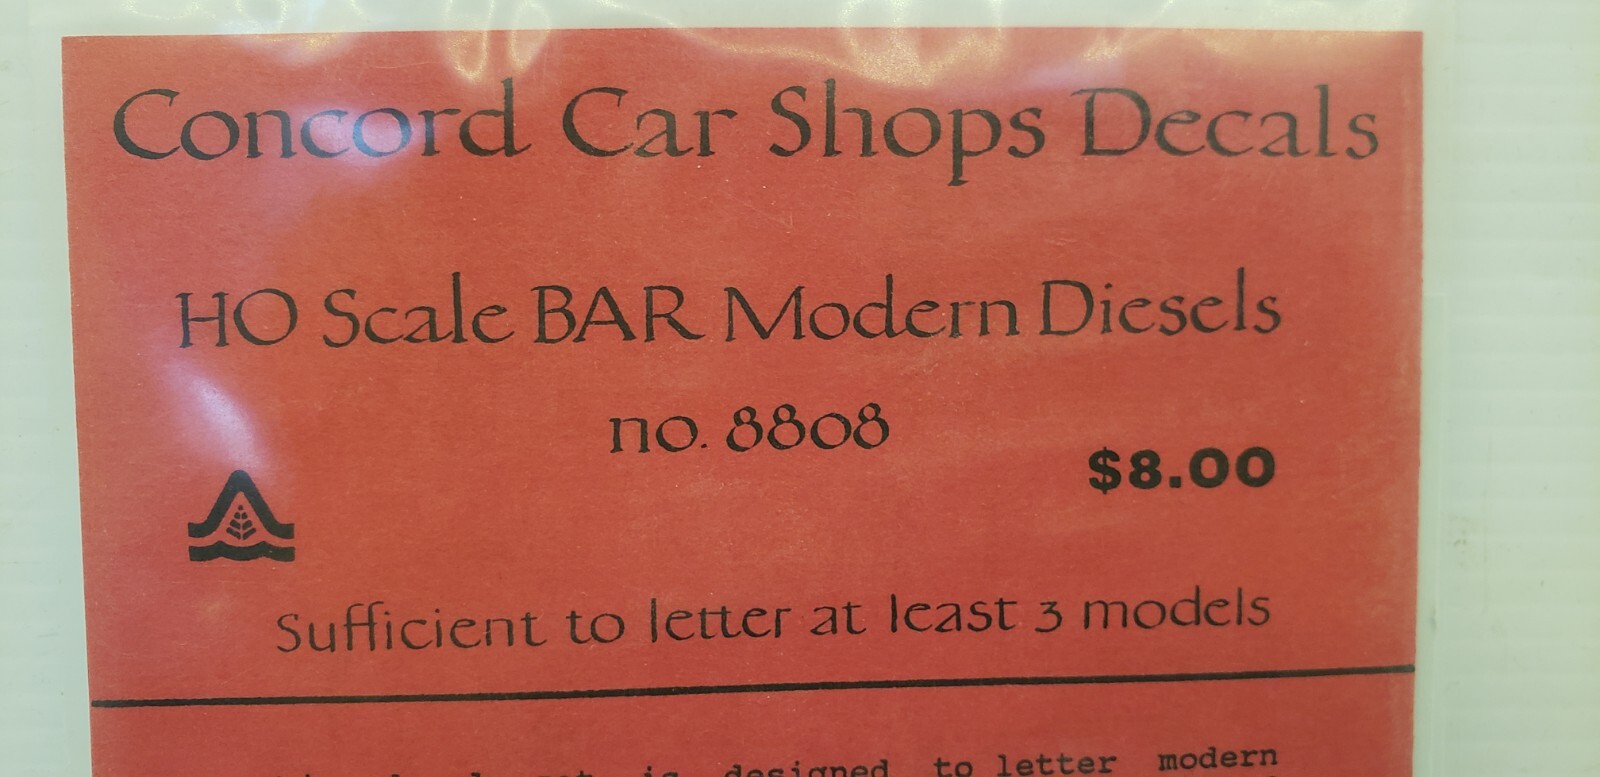 Concord Car Shops Decals
HO Scale BAR Modern Diesels
no. 8808
$8.00
Sufficient to letter at least 3 models
is designed to letter modern